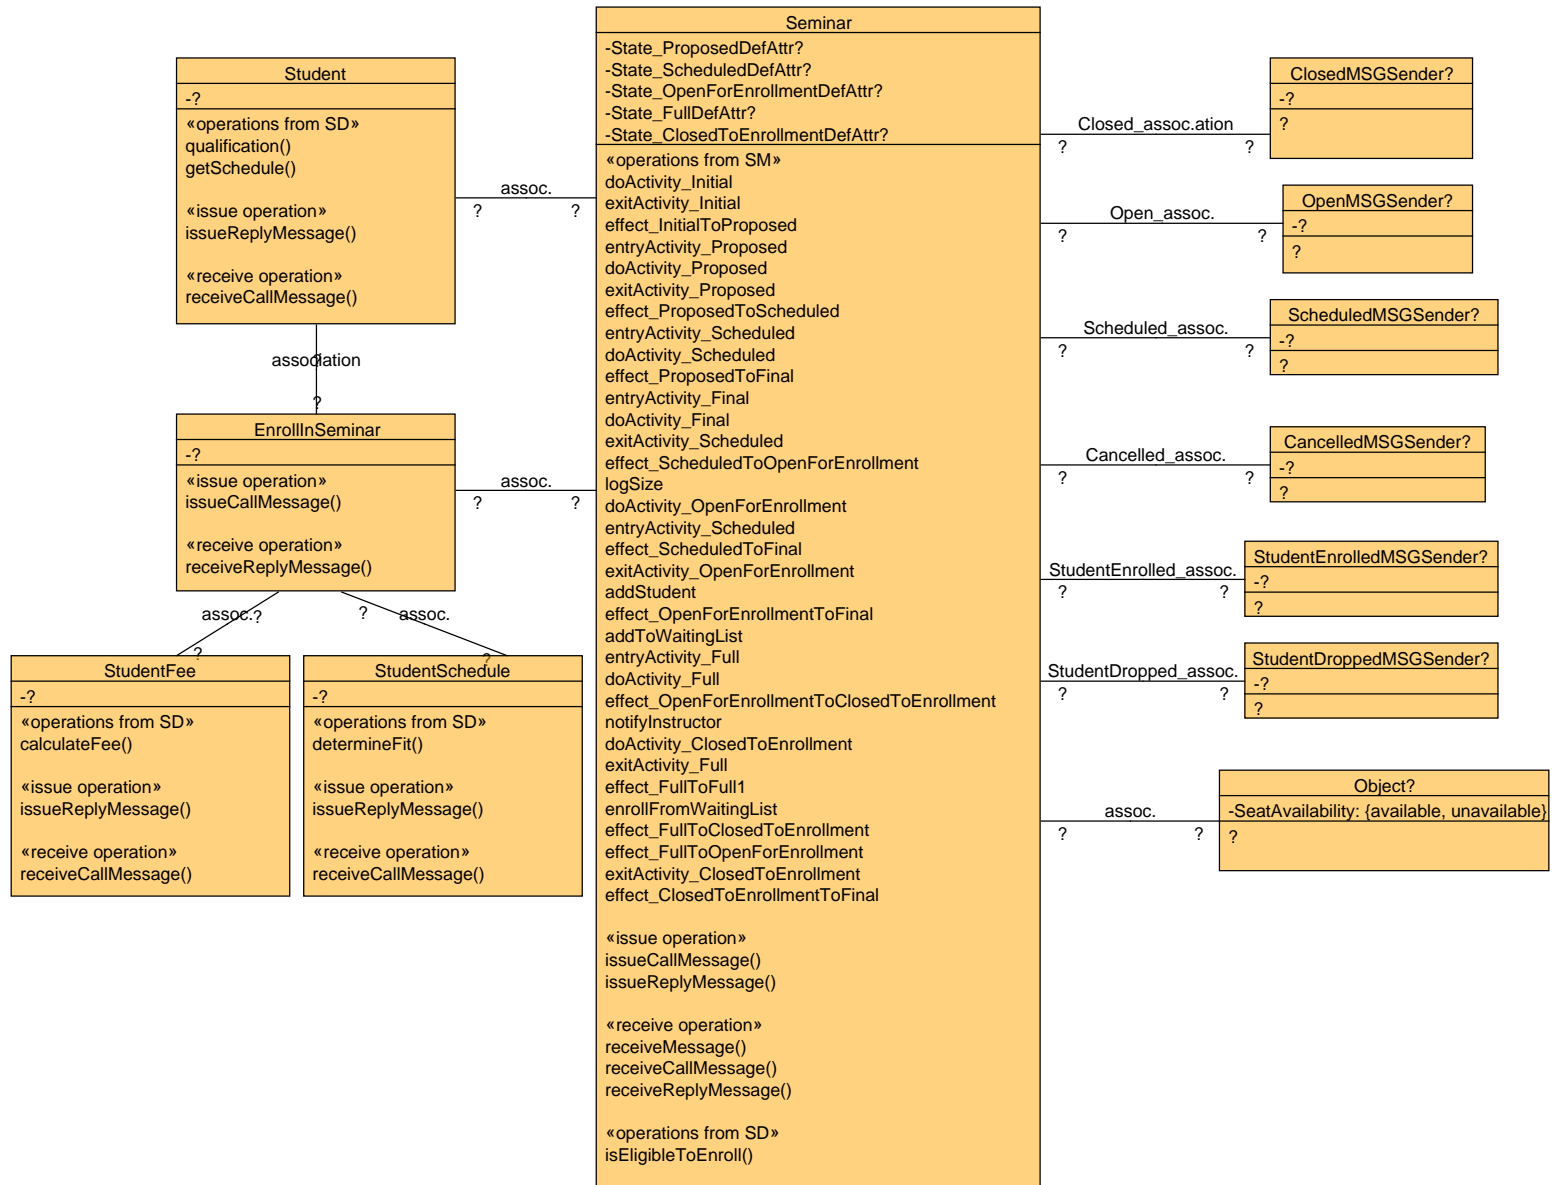 Seminar
-State_ProposedDefAttr?
-State_ScheduledDefAttr?
-State_OpenForEnrollmentDefAttr?
-State_FullDefAttr?
-State_ClosedToEnrollmentDefAttr?
«operations from SM»
doActivity_Initial
exitActivity_Initial
effect_InitialToProposed
entryActivity_Proposed
doActivity_Proposed
exitActivity_Proposed
effect_ProposedToScheduled
entryActivity_Scheduled
doActivity_Scheduled
effect_ProposedToFinal
entryActivity_Final
doActivity_Final
exitActivity_Scheduled
effect_ScheduledToOpenForEnrollment
logSize
doActivity_OpenForEnrollment
entryActivity_Scheduled
effect_ScheduledToFinal
exitActivity_OpenForEnrollment
addStudent
effect_OpenForEnrollmentToFinal
addToWaitingList
entryActivity_Full
doActivity_Full
effect_OpenForEnrollmentToClosedToEnrollment
notifyInstructor
doActivity_ClosedToEnrollment
exitActivity_Full
effect_FullToFull1
enrollFromWaitingList
effect_FullToClosedToEnrollment
effect_FullToOpenForEnrollment
exitActivity_ClosedToEnrollment
effect_ClosedToEnrollmentToFinal
«issue operation»
issueCallMessage()
issueReplyMessage()
«receive operation»
receiveMessage()
receiveCallMessage()
receiveReplyMessage()
«operations from SD»
isEligibleToEnroll()
Student
-?
«operations from SD»
qualification()
getSchedule()
«issue operation»
issueReplyMessage()
«receive operation»
receiveCallMessage()
assoc.
? ?
association
?
?
EnrollInSeminar
-?
«issue operation»
issueCallMessage()
«receive operation»
receiveReplyMessage()
assoc.
? ?
assoc.
?
?
assoc.
?
?
StudentFee
-?
«operations from SD»
calculateFee()
«issue operation»
issueReplyMessage()
«receive operation»
receiveCallMessage()
StudentSchedule
-?
«operations from SD»
determineFit()
«issue operation»
issueReplyMessage()
«receive operation»
receiveCallMessage()
Closed_assoc.ation
? ?
ClosedMSGSender?
-?
?
Open_assoc.
? ?
OpenMSGSender?
-?
?
Scheduled_assoc.
? ?
ScheduledMSGSender?
-?
?
Cancelled_assoc.
? ?
CancelledMSGSender?
-?
?
StudentEnrolled_assoc.
? ?
StudentEnrolledMSGSender?
-?
?
StudentDropped_assoc.
? ?
StudentDroppedMSGSender?
-?
?
assoc.
? ?
Object?
-SeatAvailability: {available, unavailable}
?